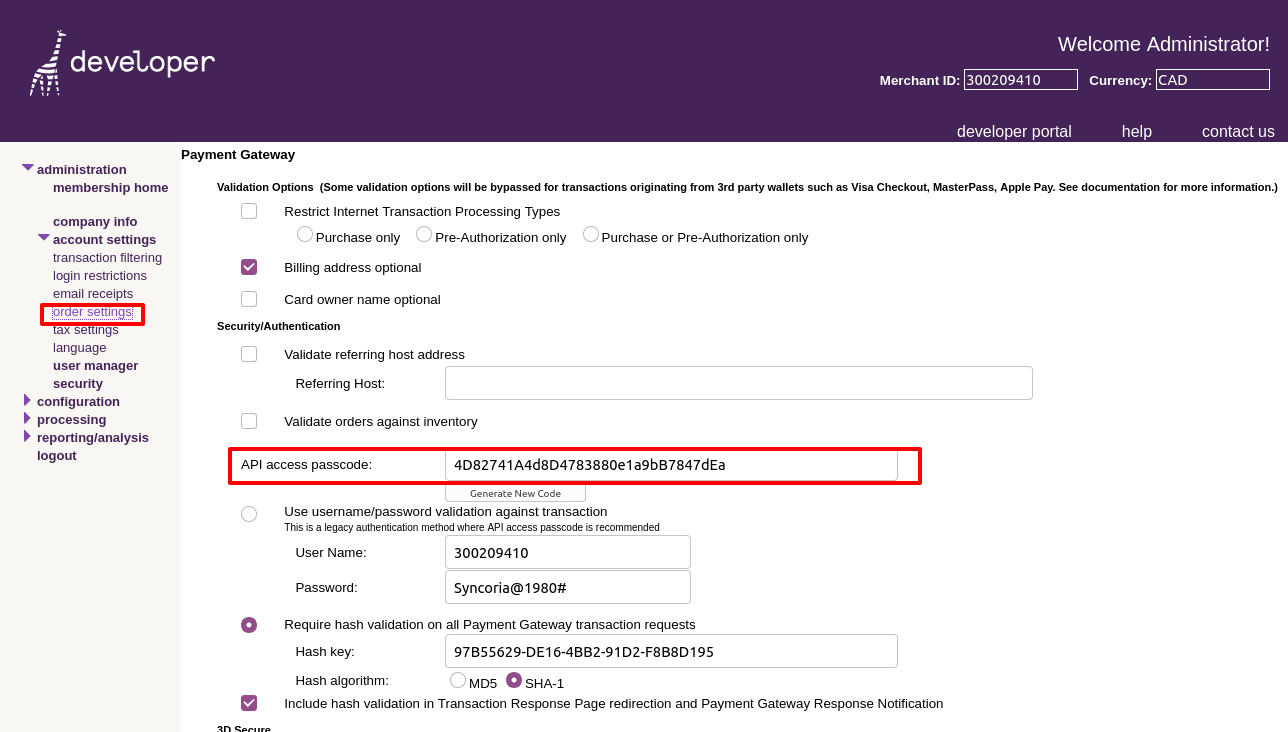 developer
Welcome Administrator!
Merchant ID: 300209410 Currency: CAD
developer portal help contact us
administration
membership home
company info
account settings
transaction filtering
login restrictions
email receipts
order settings
tax settings
language
user manager
security
configuration
processing
reporting/analysis
logout
Payment Gateway
Validation Options (Some validation options will be bypassed for transactions originating from 3rd party wallets such as Visa Checkout, MasterPass, Apple Pay. See documentation for more information.)
Restrict Internet Transaction Processing Types
Purchase only Pre-Authorization only Purchase or Pre-Authorization only
Billing address optional
Card owner name optional
Security/Authentication
Validate referring host address
Referring Host:
Validate orders against inventory
API access passcode: 4D82741A4d8D4783880e1a9bB7847dEa
Generate New Code
Use username/password validation against transaction
This is a legacy authentication method where API access passcode is recommended
User Name: 300209410
Password: Syncoria@1980#
Require hash validation on all Payment Gateway transaction requests
Hash key: 97B55629-DE16-4BB2-91D2-F8B8D195
Hash algorithm: MD5 SHA-1
Include hash validation in Transaction Response Page redirection and Payment Gateway Response Notification
3D Secure